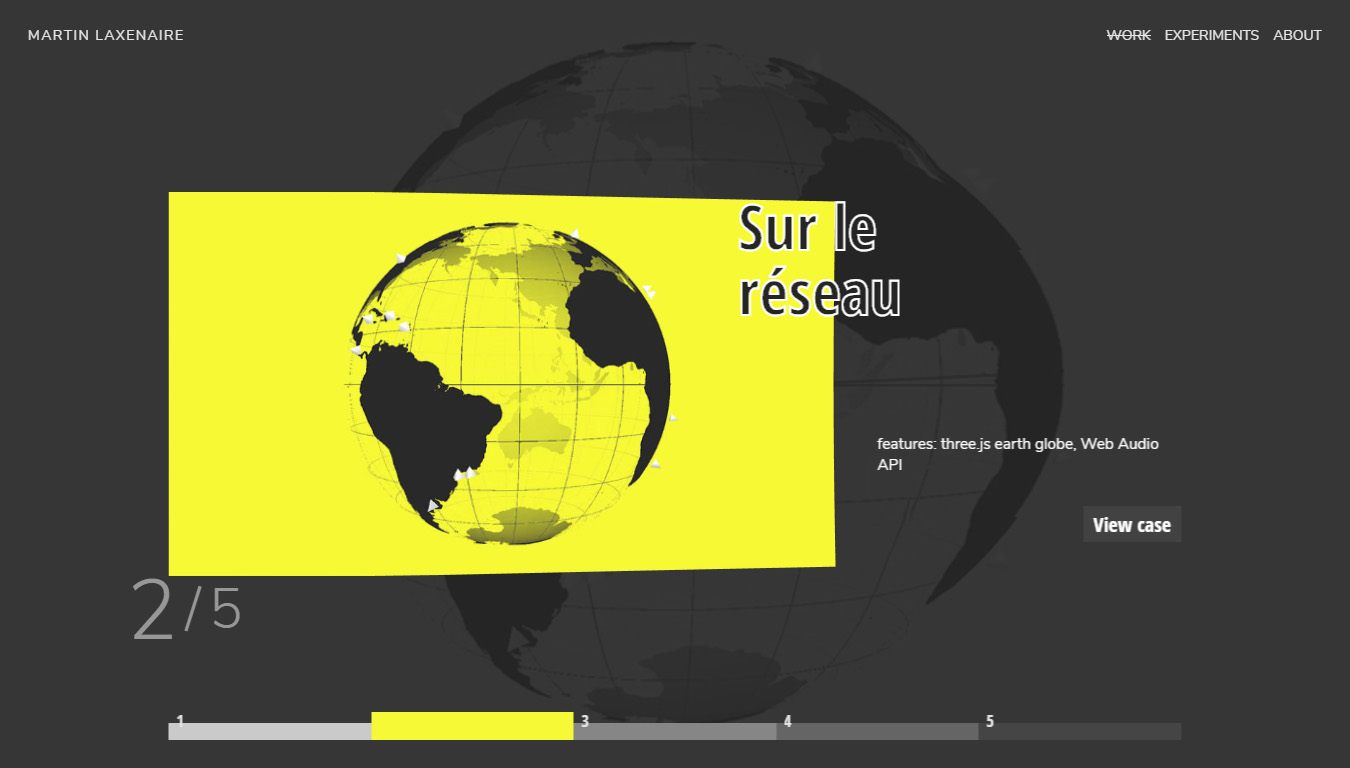 MARTIN LAXENAIRE
WORK EXPERIMENTS ABOUT
Sur le
réseau
features: three.js earth globe, Web Audio
API
View case
2/5
1 3 4 5